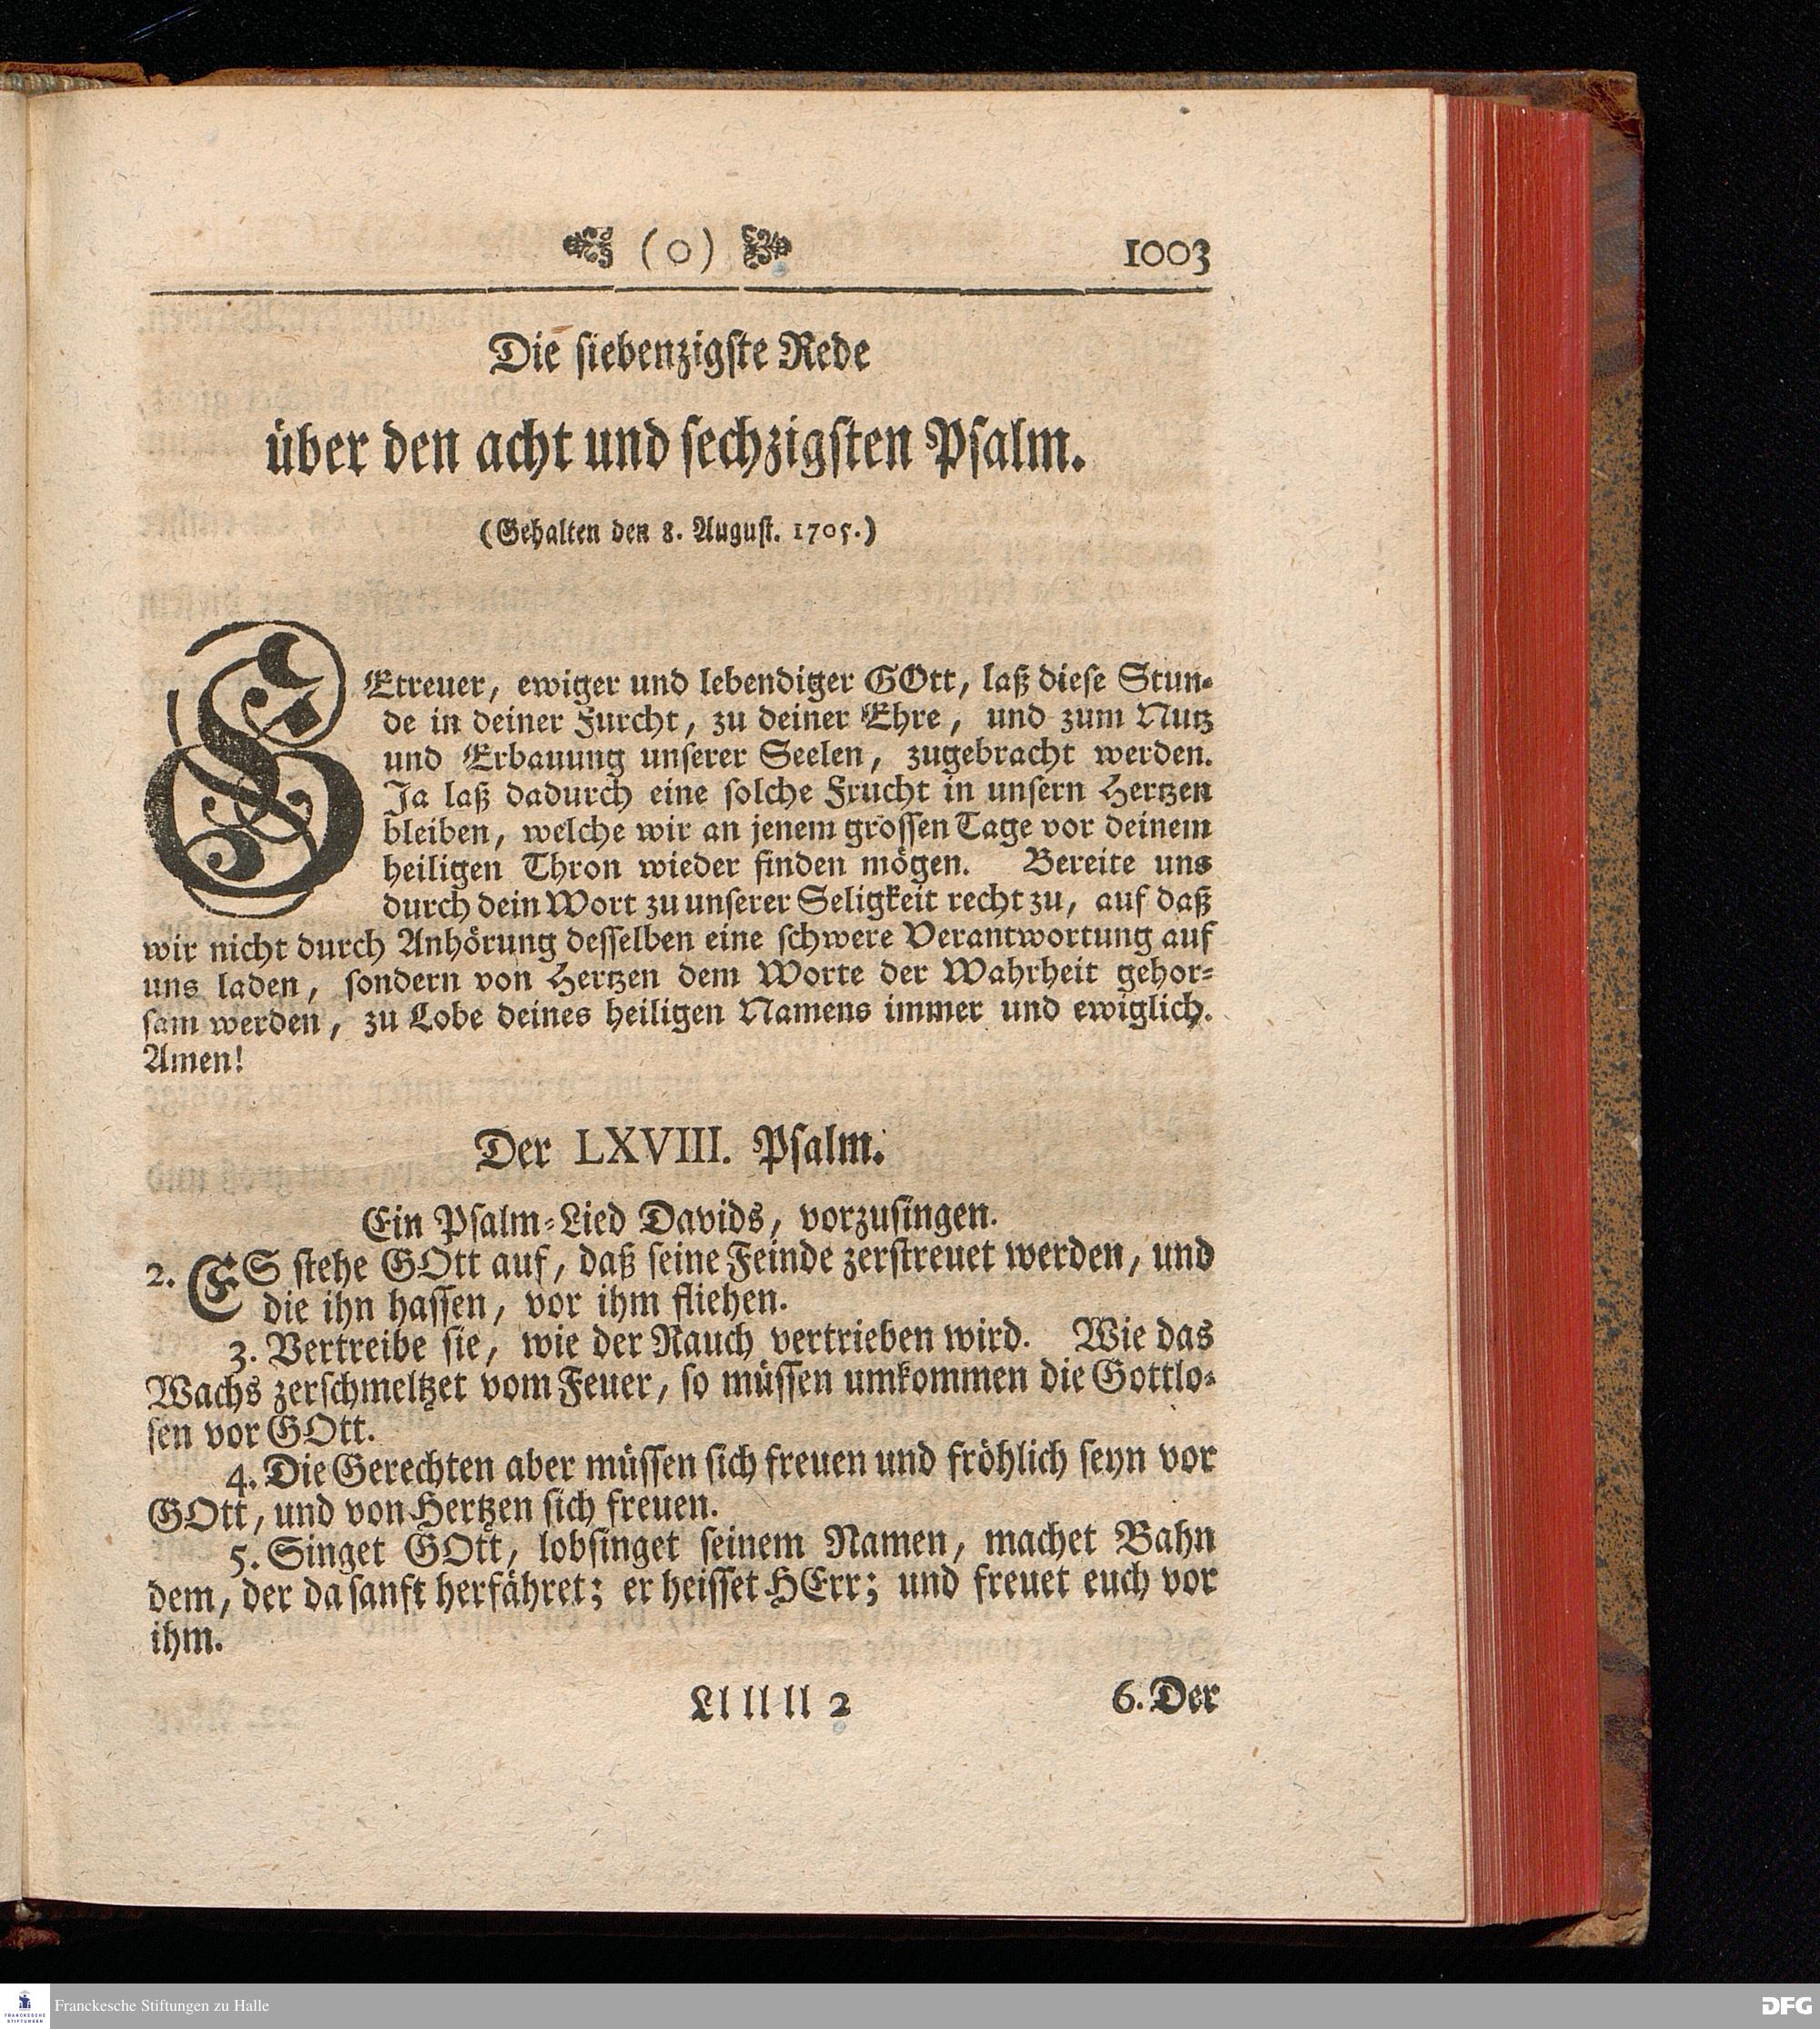 (o) 1003
Die siebenzigste Rede
über den acht und sechzigsten Psalm.
(Gehalten den 8. August. 1705.)
GEtreuer, ewiger und lebendiger GOtt, laß diese Stun-
de in deiner Furcht, zu deiner Ehre, und zum Nutz
und Erbauung unserer Seelen, zugebracht werden.
Ja laß dadurch eine solche Frucht in unsern Hertzen
bleiben, welche wir an jenem grossen Tage vor deinem
heiligen Thron wieder finden mögen. Bereite uns
durch dein Wort zu unserer Seligkeit recht zu, auf daß
wir nicht durch Anhörung desselben eine schwere Verantwortung auf
uns laden, sondern von Hertzen dem Worte der Wahrheit gehor-
sam werden, zu Lobe deines heiligen Namens immer und ewiglich.
Amen!
Der LXVIII. Psalm.
Ein Psalm-Lied Davids, vorzusingen.
2. ES stehe GOtt auf, daß seine Feinde zerstreuet werden, und
die ihn hassen, vor ihm fliehen.
3. Vertreibe sie, wie der Rauch vertrieben wird. Wie das
Wachs zerschmeltzet vom Feuer, so müssen umkommen die Gottlo-
sen vor GOtt.
4. Die Gerechten aber müssen sich freuen und fröhlich seyn vor
GOtt, und von Hertzen sich freuen.
5. Singet GOtt, lobsinget seinem Namen, machet Bahn
dem, der da sanft herfähret; er heisset HErr; und freuet euch vor
ihm.
Ll ll ll 2 6. Der
FRANCKESCHE STIFTUNGEN Franckesche Stiftungen zu Halle DFG